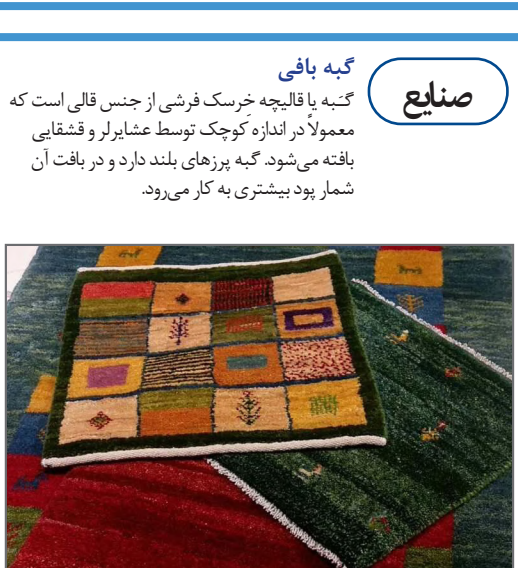 صنایع
گبه بافی
گـَبه یا قالیچه خِرسک فرشی از جنس قالی است که
معمولاً در اندازه کوچک توسط عشایرلر و قشقایی
بافته می‌شود. گبه پرزهای بلند دارد و در بافت آن
شمار پود بیشتری به کار می‌رود.